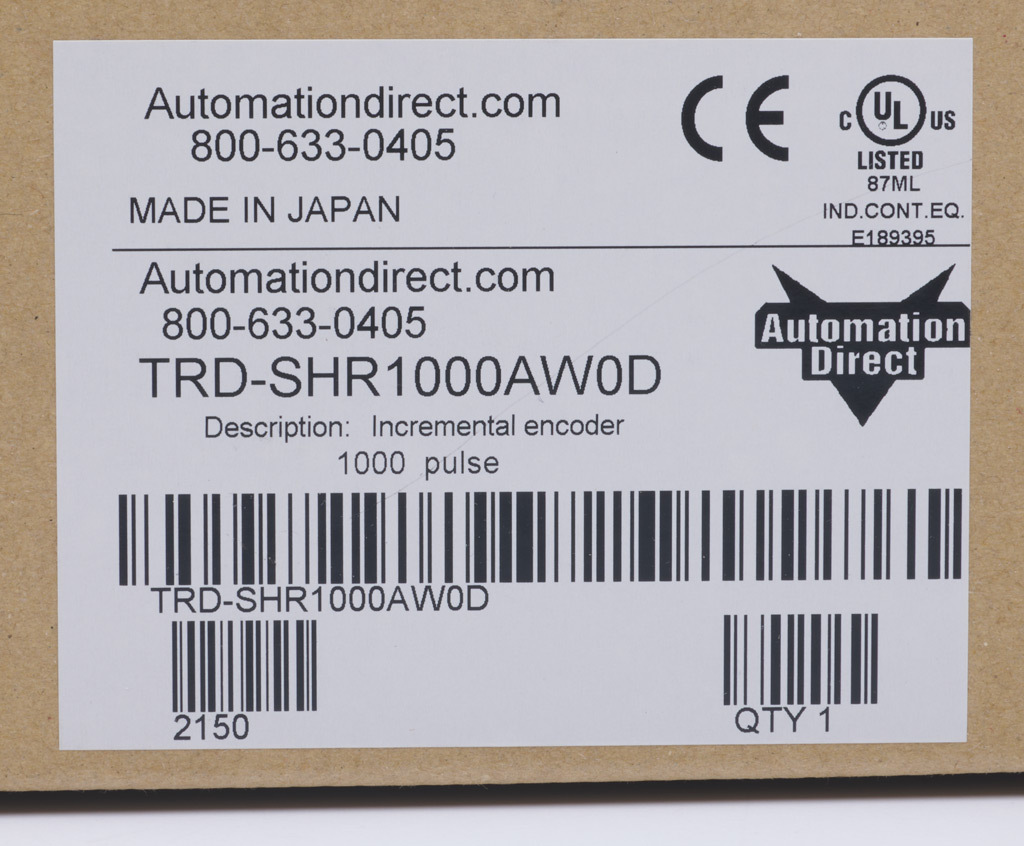 Automationdirect.com
800-633-0405
MADE IN JAPAN
CE
C UL US
LISTED
87ML
IND.CONT.EQ.
E189395
Automationdirect.com
800-633-0405
TRD-SHR1000AW0D
Description: Incremental encoder
1000 pulse
Automation
Direct
TRD-SHR1000AW0D
2150
QTY 1